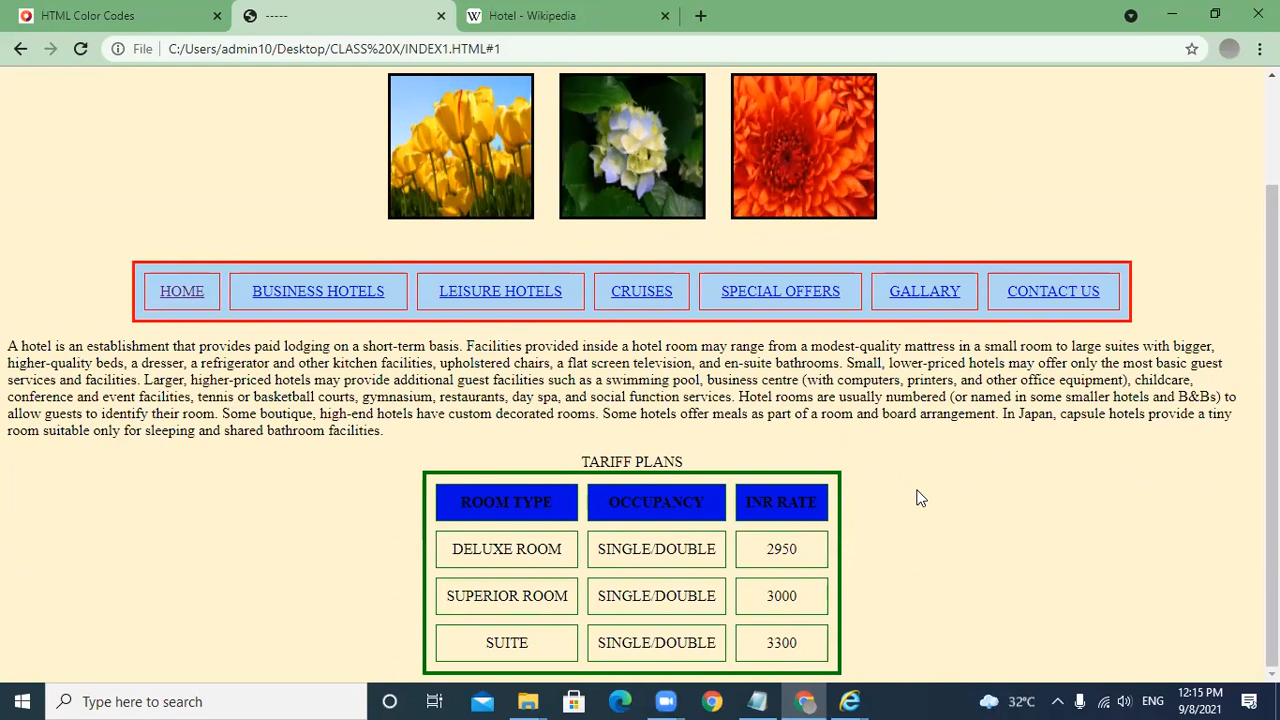 HTML Color Codes
-----
Hotel - Wikipedia
File C:/Users/admin10/Desktop/CLASS%20X/INDEX1.HTML#1
HOME BUSINESS HOTELS LEISURE HOTELS CRUISES SPECIAL OFFERS GALLARY CONTACT US
A hotel is an establishment that provides paid lodging on a short-term basis. Facilities provided inside a hotel room may range from a modest-quality mattress in a small room to large suites with bigger,
higher-quality beds, a dresser, a refrigerator and other kitchen facilities, upholstered chairs, a flat screen television, and en-suite bathrooms. Small, lower-priced hotels may offer only the most basic guest
services and facilities. Larger, higher-priced hotels may provide additional guest facilities such as a swimming pool, business centre (with computers, printers, and other office equipment), childcare,
conference and event facilities, tennis or basketball courts, gymnasium, restaurants, day spa, and social function services. Hotel rooms are usually numbered (or named in some smaller hotels and B&Bs) to
allow guests to identify their room. Some boutique, high-end hotels have custom decorated rooms. Some hotels offer meals as part of a room and board arrangement. In Japan, capsule hotels provide a tiny
room suitable only for sleeping and shared bathroom facilities.
TARIFF PLANS
ROOM TYPE OCCUPANCY INR RATE
DELUXE ROOM SINGLE/DOUBLE 2950
SUPERIOR ROOM SINGLE/DOUBLE 3000
SUITE SINGLE/DOUBLE 3300
Type here to search
32°C
ENG
12:15 PM
9/8/2021